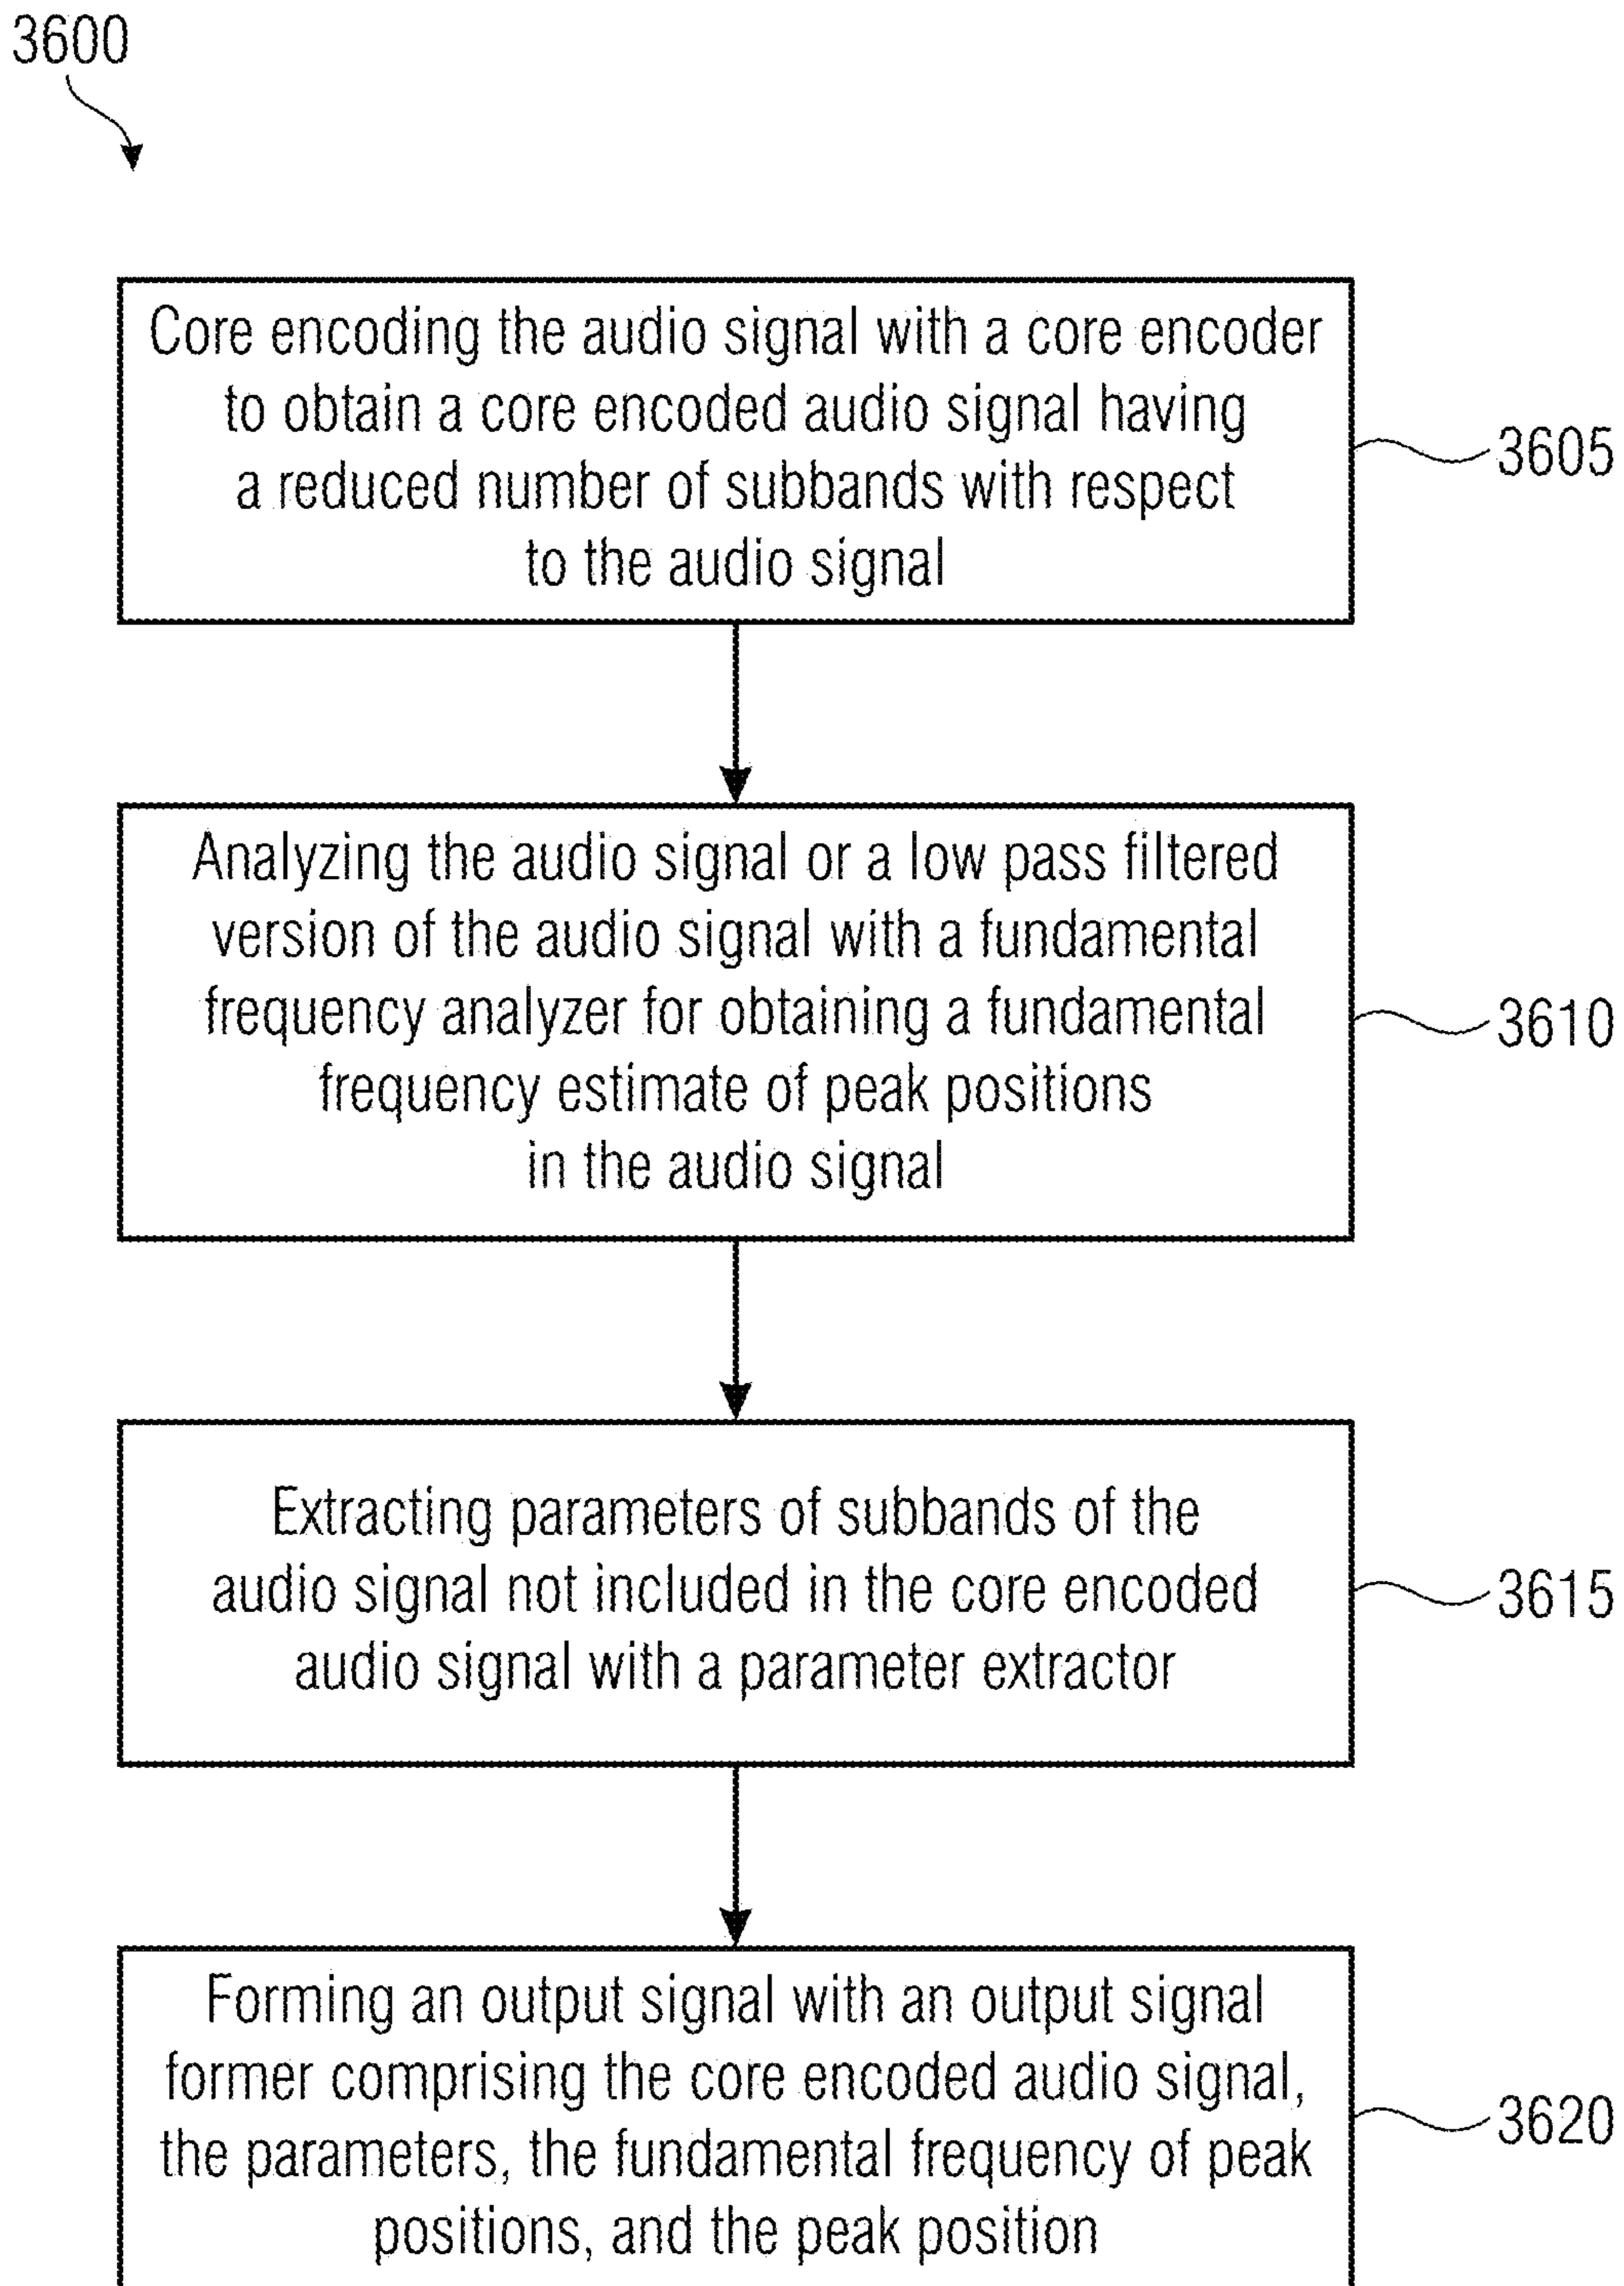 3600
Core encoding the audio signal with a core encoder
to obtain a core encoded audio signal having
a reduced number of subbands with respect
to the audio signal
3605
Analyzing the audio signal or a low pass filtered
version of the audio signal with a fundamental
frequency analyzer for obtaining a fundamental
frequency estimate of peak positions
in the audio signal
3610
Extracting parameters of subbands of the
audio signal not included in the core encoded
audio signal with a parameter extractor
3615
Forming an output signal with an output signal
former comprising the core encoded audio signal,
the parameters, the fundamental frequency of peak
positions, and the peak position
3620